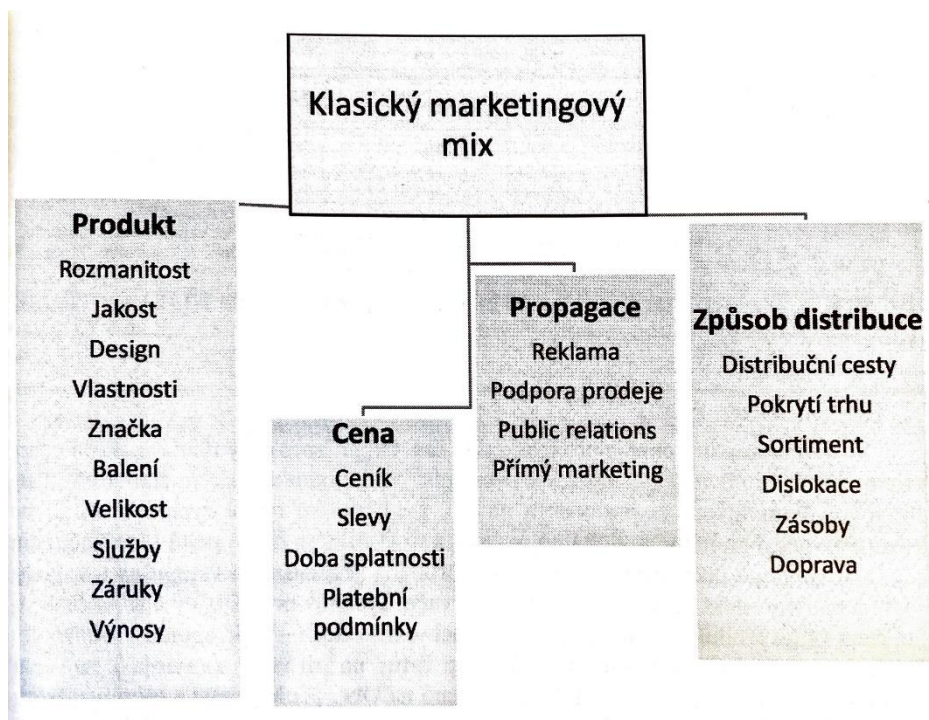 Klasický marketingový
mix
Produkt
Rozmanitost
Jakost
Design
Vlastnosti
Značka
Balení
Velikost
Služby
Záruky
Výnosy
Cena
Ceník
Slevy
Doba splatnosti
Platební
podmínky
Propagace
Reklama
Podpora prodeje
Public relations
Přímý marketing
Způsob distribuce
Distribuční cesty
Pokrytí trhu
Sortiment
Dislokace
Zásoby
Doprava